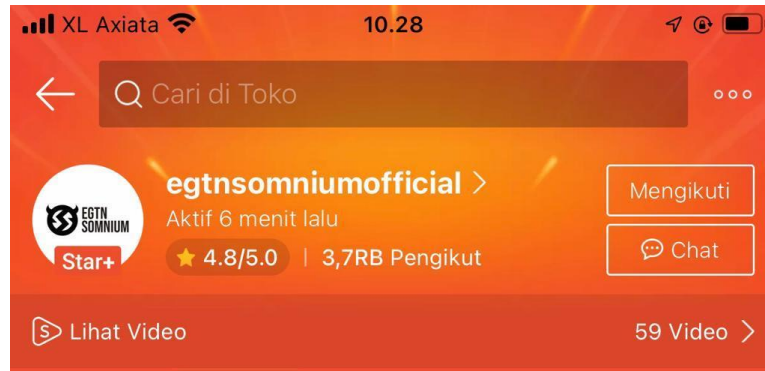 XL Axiata 10.28
Cari di Toko
egtnsomniumofficial >
Mengikuti
EGTN
SOMNIUM
Aktif 6 menit lalu
Star+
4.8/5.0 | 3,7RB Pengikut
Chat
Lihat Video
59 Video >